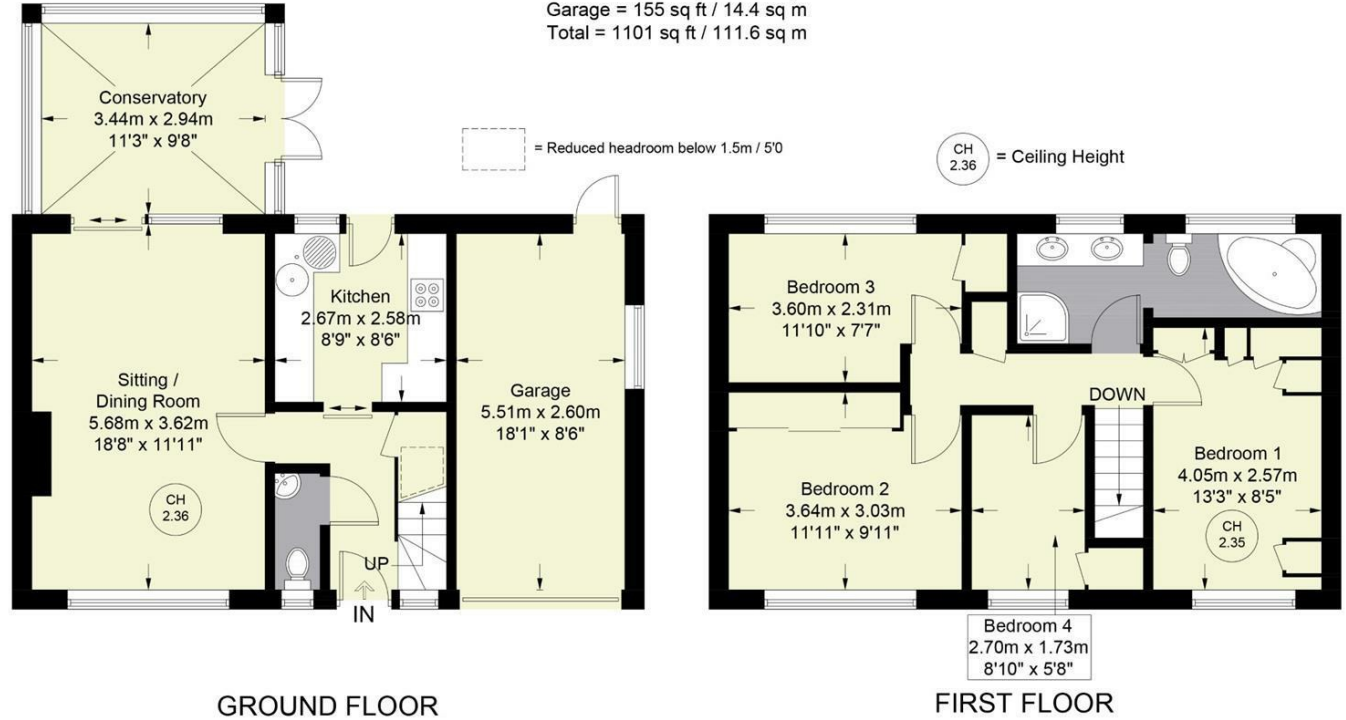 Garage = 155 sq ft / 14.4 sq m
Total = 1101 sq ft / 111.6 sq m
Conservatory
3.44m x 2.94m
11'3" x 9'8"
= Reduced headroom below 1.5m / 5'0
CH
2.36
= Ceiling Height
Kitchen
2.67m x 2.58m
8'9" x 8'6"
Sitting /
Dining Room
5.68m x 3.62m
18'8" x 11'11"
CH
2.36
Garage
5.51m x 2.60m
18'1" x 8'6"
UP
IN
GROUND FLOOR
Bedroom 3
3.60m x 2.31m
11'10" x 7'7"
DOWN
Bedroom 2
3.64m x 3.03m
11'11" x 9'11"
Bedroom 1
4.05m x 2.57m
13'3" x 8'5"
CH
2.35
Bedroom 4
2.70m x 1.73m
8'10" x 5'8"
FIRST FLOOR